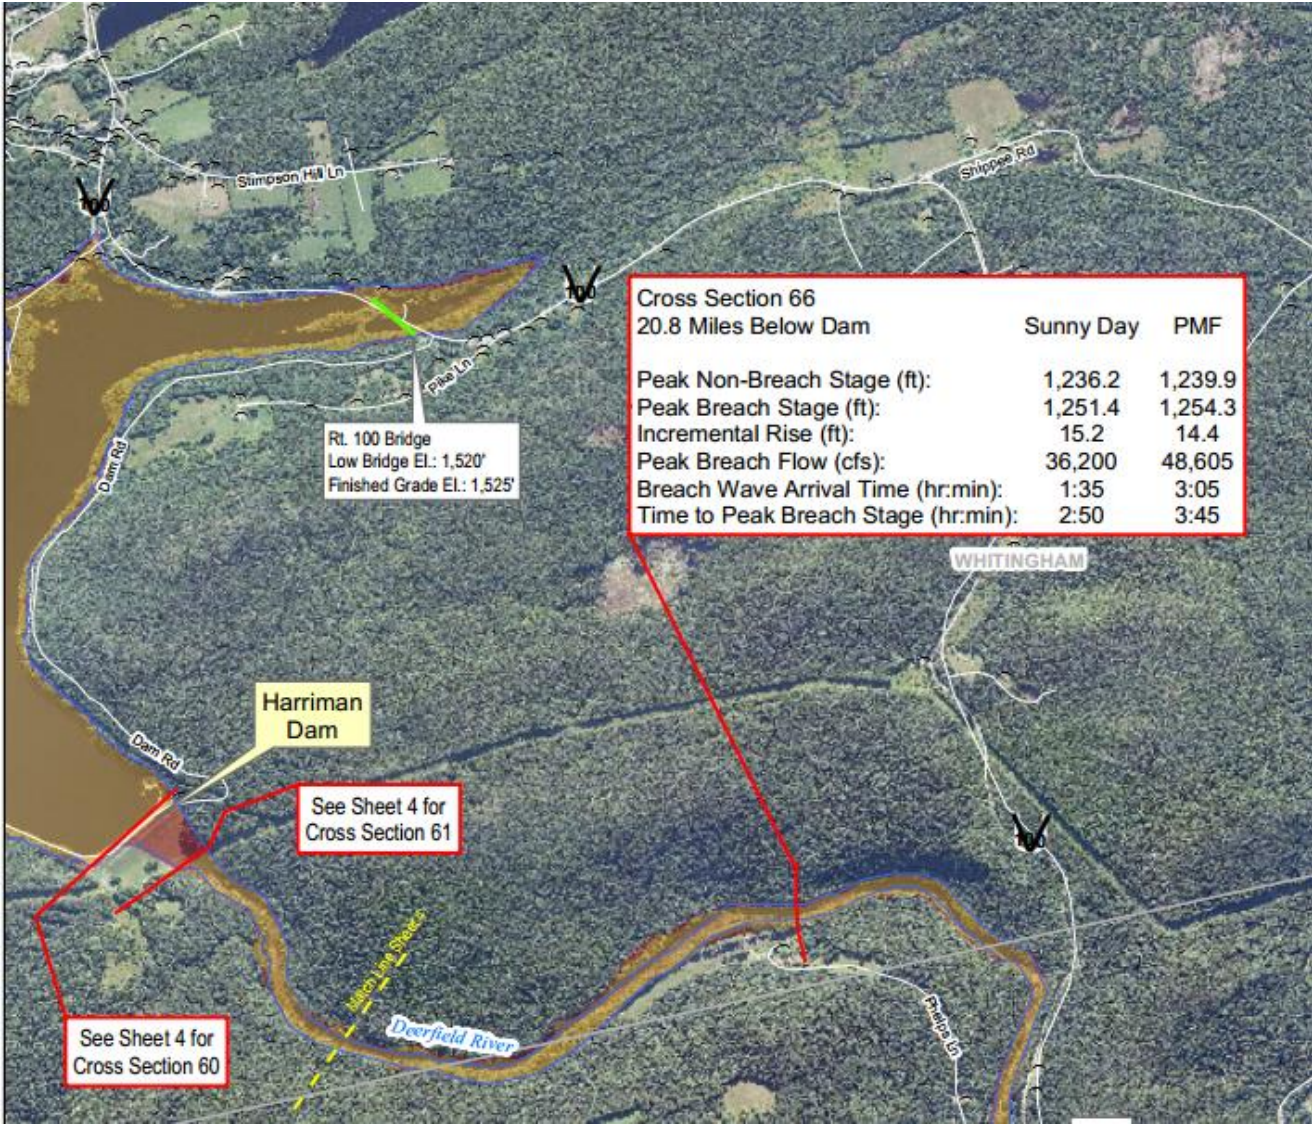 Stimpson Hill Ln
Shippee Rd
100
100
Cross Section 66
20.8 Miles Below Dam Sunny Day PMF
Peak Non-Breach Stage (ft): 1,236.2 1,239.9
Peak Breach Stage (ft): 1,251.4 1,254.3
Incremental Rise (ft): 15.2 14.4
Peak Breach Flow (cfs): 36,200 48,605
Breach Wave Arrival Time (hr:min): 1:35 3:05
Time to Peak Breach Stage (hr:min): 2:50 3:45
Pike Ln
Rt. 100 Bridge
Low Bridge El.: 1,520'
Finished Grade El.: 1,525'
Dam Rd
WHITINGHAM
Harriman
Dam
Dam Rd
See Sheet 4 for
Cross Section 61
100
Match Line Sheet
Deerfield River
Phelps Ln
See Sheet 4 for
Cross Section 60